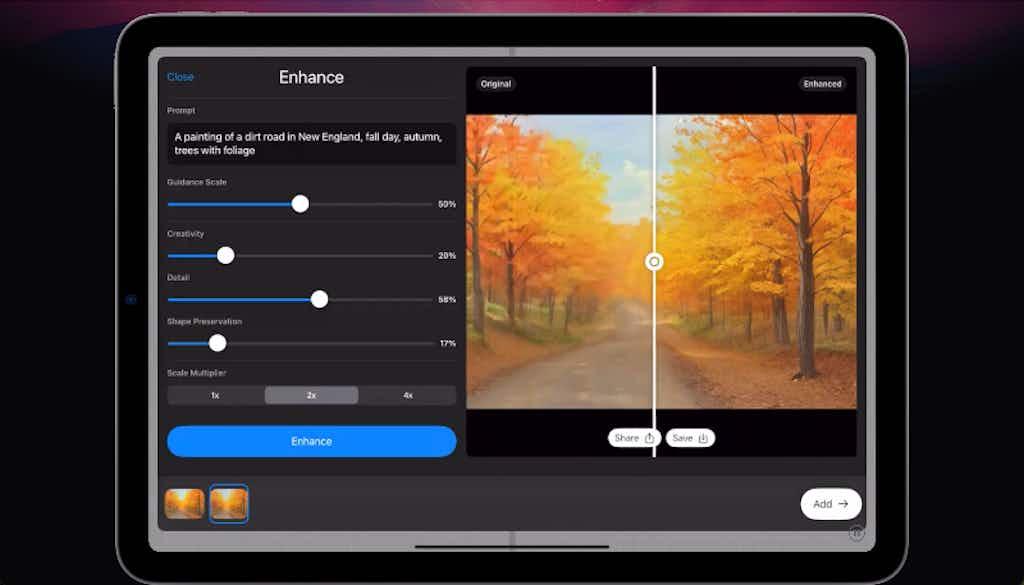 Close
Enhance
Prompt
A painting of a dirt road in New England, fall day, autumn,
trees with foliage
Guidance Scale
50%
Creativity
20%
Detail
58%
Shape Preservation
17%
Scale Multiplier
1x
2x
4x
Enhance
Original
Enhanced
Share
Save
Add